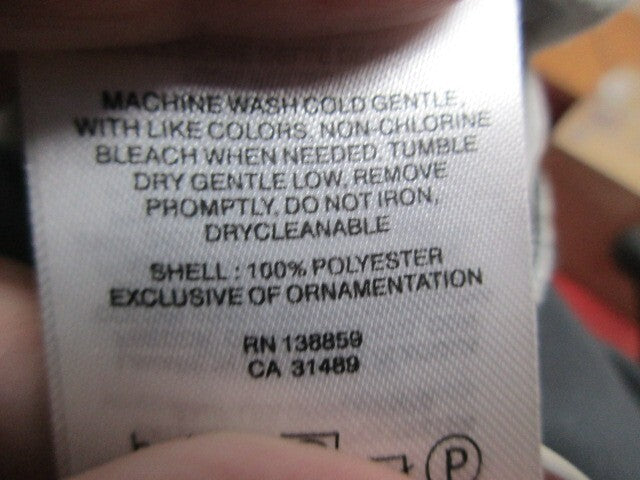 MACHINE WASH COLD GENTLE,
WITH LIKE COLORS, NON-CHLORINE
BLEACH WHEN NEEDED, TUMBLE
DRY GENTLE LOW, REMOVE
PROMPTLY, DO NOT IRON,
DRYCLEANABLE
SHELL : 100% POLYESTER
EXCLUSIVE OF ORNAMENTATION
RN 138859
CA 31489
P